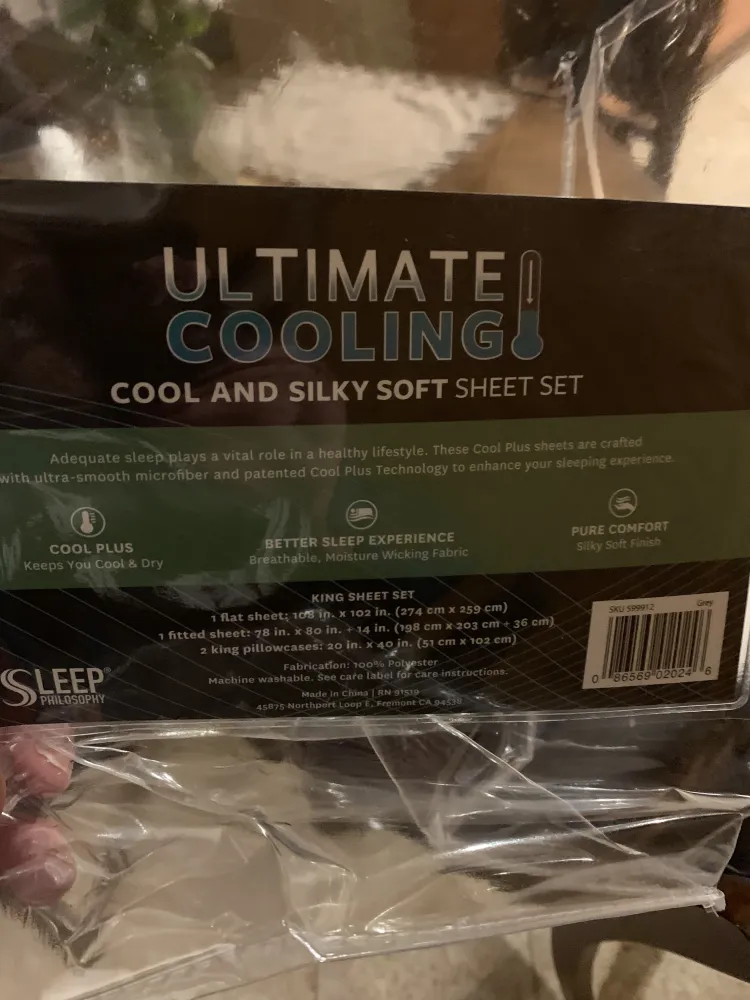 ULTIMATE
COOLING
COOL AND SILKY SOFT SHEET SET
Adequate sleep plays a vital role in a healthy lifestyle. These Cool Plus sheets are crafted
with ultra-smooth microfiber and patented Cool Plus Technology to enhance your sleeping experience.
COOL PLUS
Keeps You Cool & Dry
BETTER SLEEP EXPERIENCE
Breathable, Moisture Wicking Fabric
PURE COMFORT
Silky Soft Finish
KING SHEET SET
1 flat sheet: 108 in. x 102 in. (274 cm x 259 cm)
1 fitted sheet: 78 in. x 80 in. + 14 in. (198 cm x 203 cm + 36 cm)
2 king pillowcases: 20 in. x 40 in. (51 cm x 102 cm)
Fabrication: 100% Polyester
Machine washable. See care label for care instructions.
Made in China | RN 91519
45875 Northport Loop E, Fremont CA 94538
SLEEP®
PHILOSOPHY
SKU 599912 Grey
0 86569 02024 6